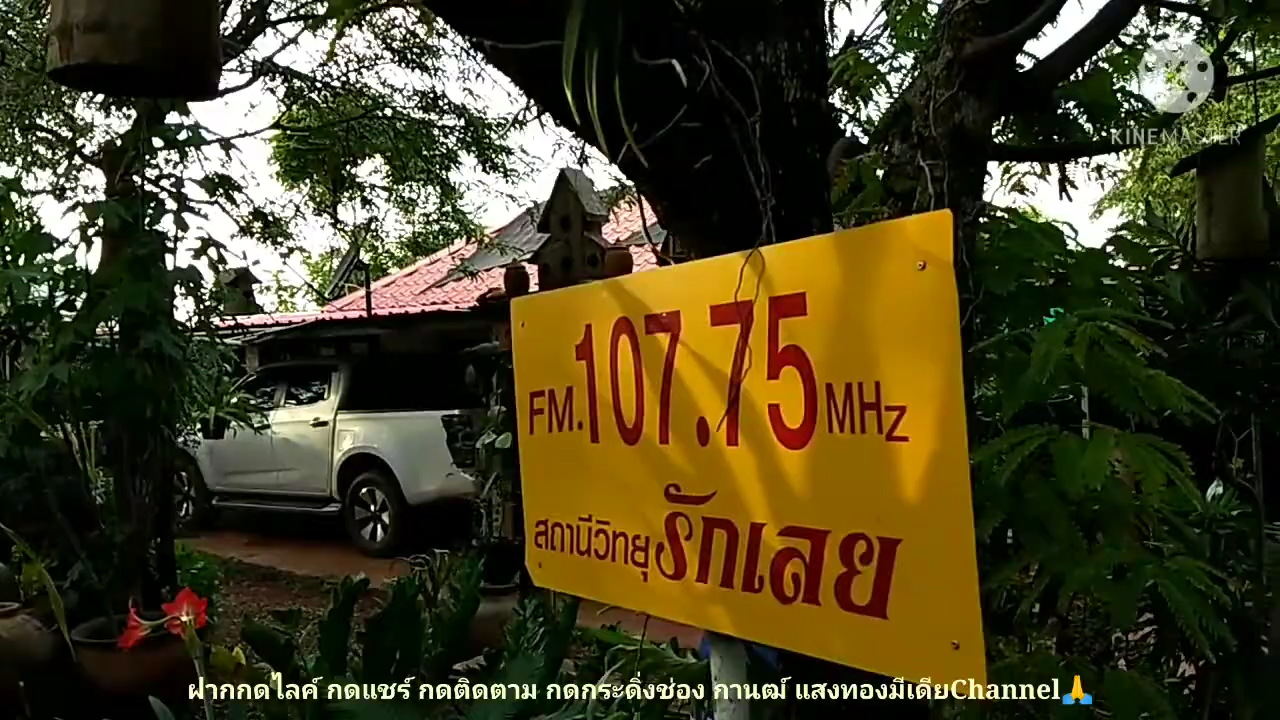 KINEMASTER
FM.107.75MHz
สถานีวิทยุรักเลย
ฝากกดไลค์ กดแชร์ กดติดตาม กดกระดิ่งช่อง กานฒ์ แสงทองมีเดียChannel🙏